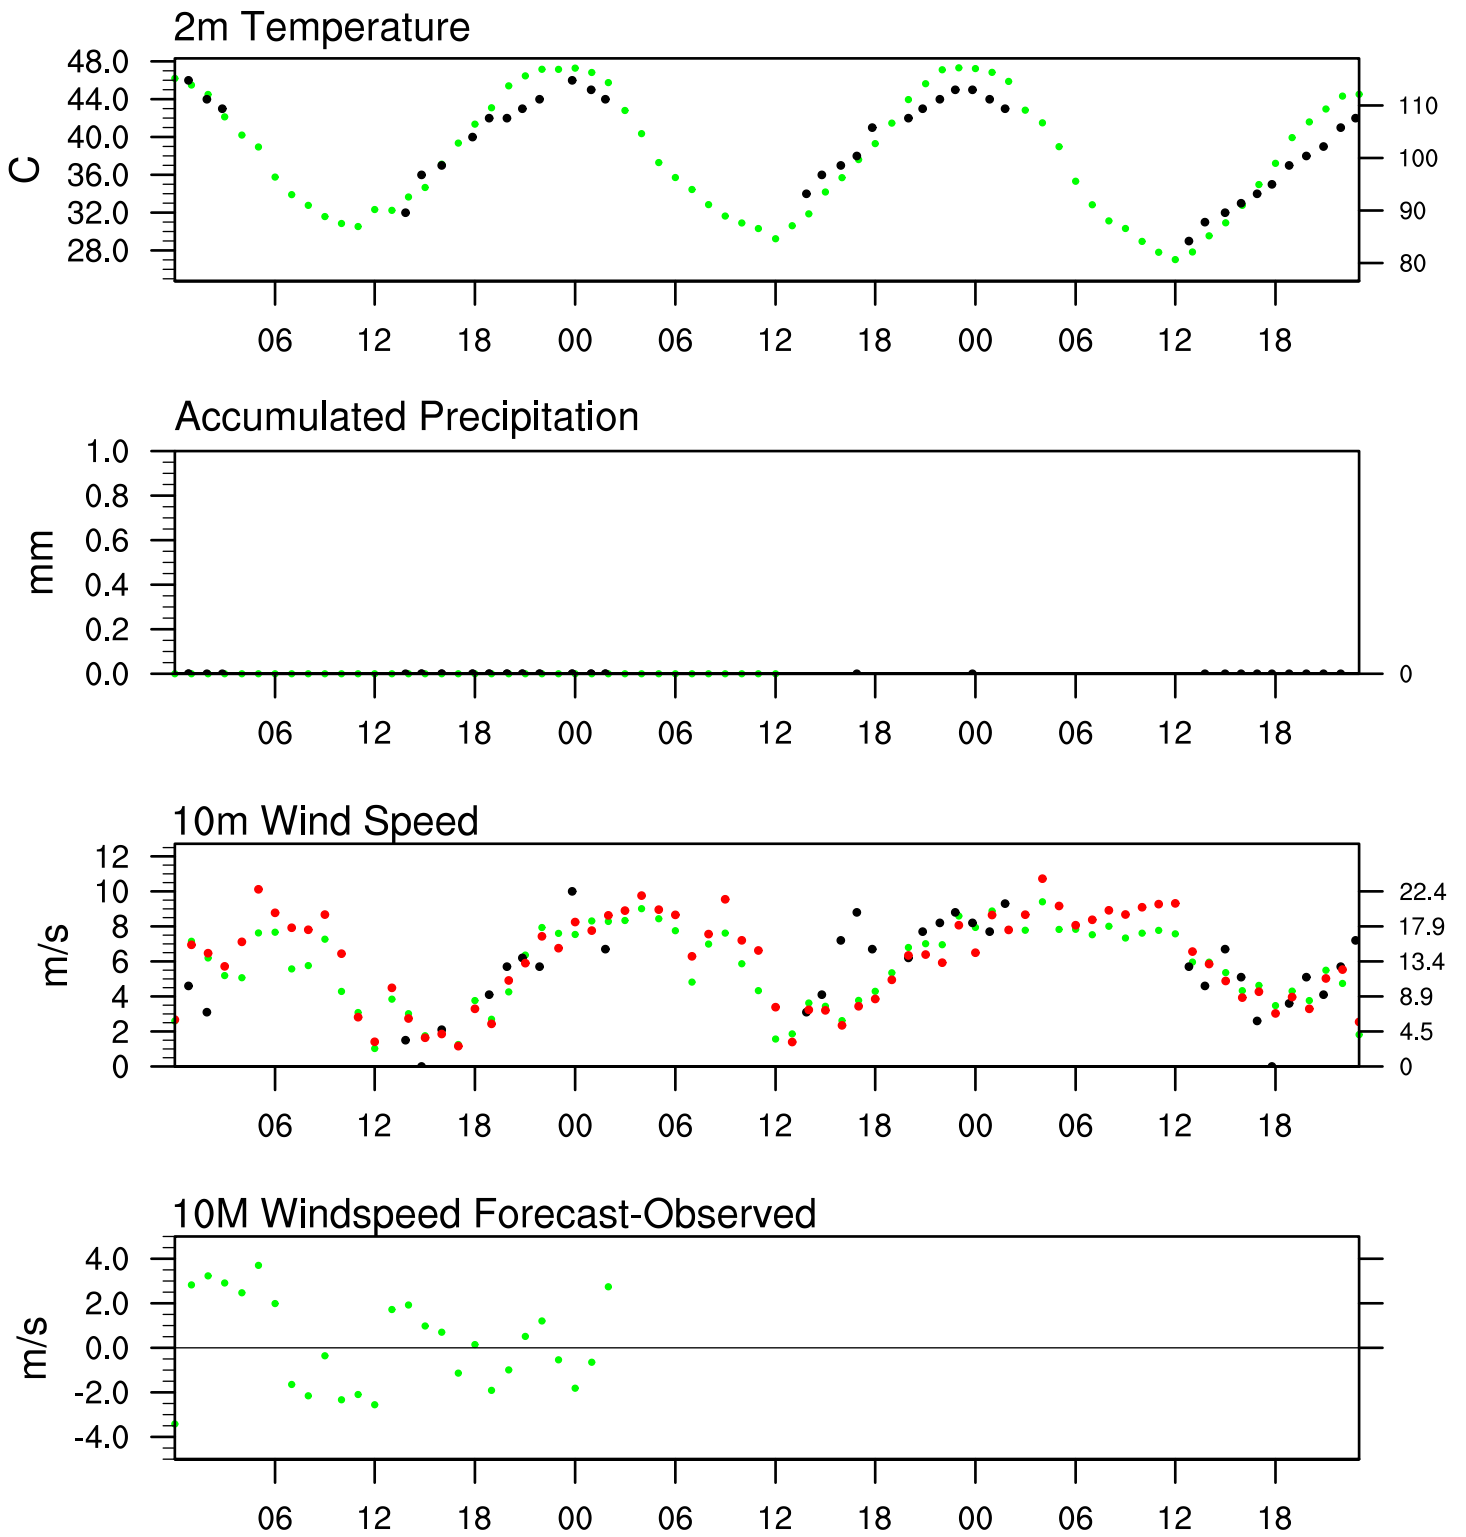 2m Temperature
48.0
44.0
40.0
36.0
32.0
28.0
C
110
100
90
80
06 12 18 00 06 12 18 00 06 12 18
Accumulated Precipitation
1.0
0.8
0.6
0.4
0.2
0.0
mm
0
06 12 18 00 06 12 18 00 06 12 18
10m Wind Speed
12
10
8
6
4
2
0
m/s
22.4
17.9
13.4
8.9
4.5
0
06 12 18 00 06 12 18 00 06 12 18
10M Windspeed Forecast-Observed
4.0
2.0
0.0
-2.0
-4.0
m/s
06 12 18 00 06 12 18 00 06 12 18